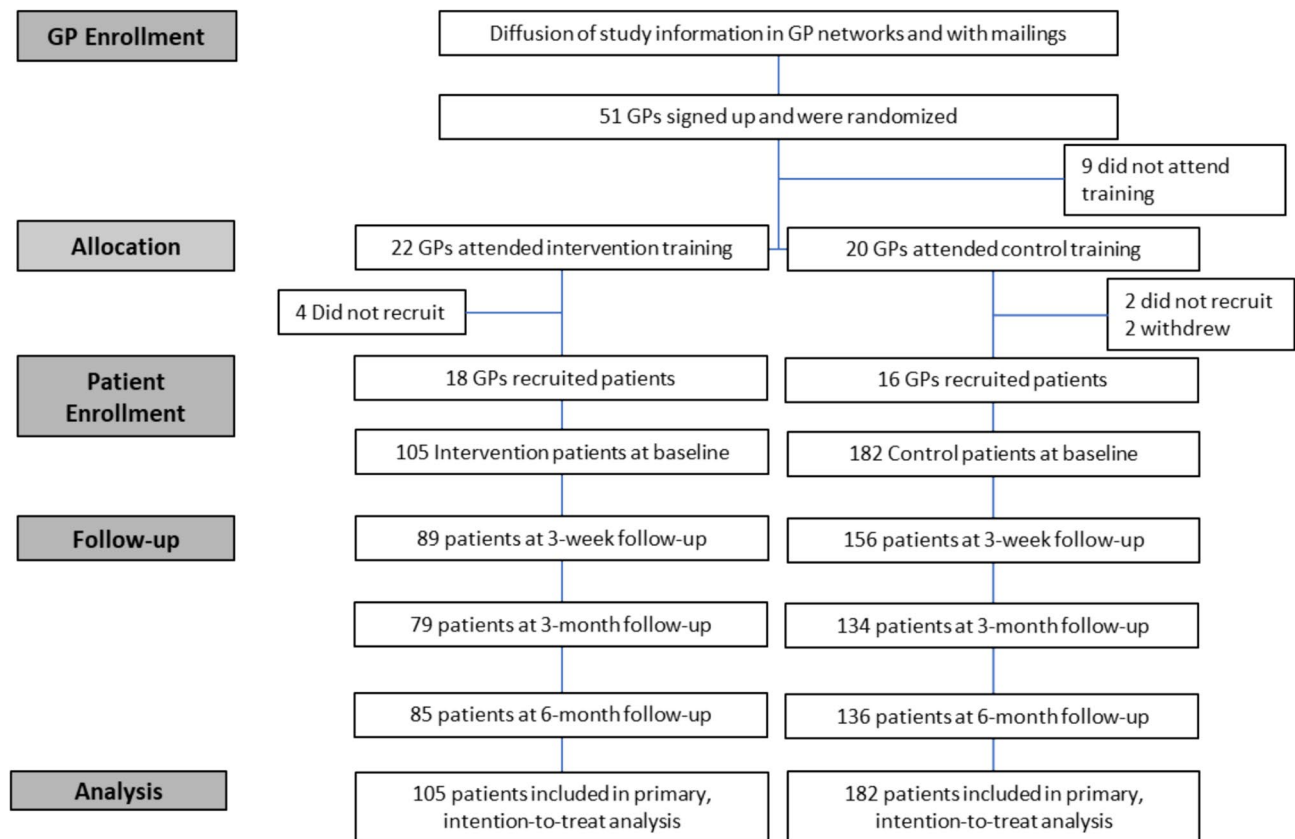 GP Enrollment
Diffusion of study information in GP networks and with mailings
51 GPs signed up and were randomized
9 did not attend
training
Allocation
22 GPs attended intervention training
20 GPs attended control training
4 Did not recruit
2 did not recruit
2 withdrew
Patient
Enrollment
18 GPs recruited patients
16 GPs recruited patients
105 Intervention patients at baseline
182 Control patients at baseline
Follow-up
89 patients at 3-week follow-up
156 patients at 3-week follow-up
79 patients at 3-month follow-up
134 patients at 3-month follow-up
85 patients at 6-month follow-up
136 patients at 6-month follow-up
Analysis
105 patients included in primary,
intention-to-treat analysis
182 patients included in primary,
intention-to-treat analysis